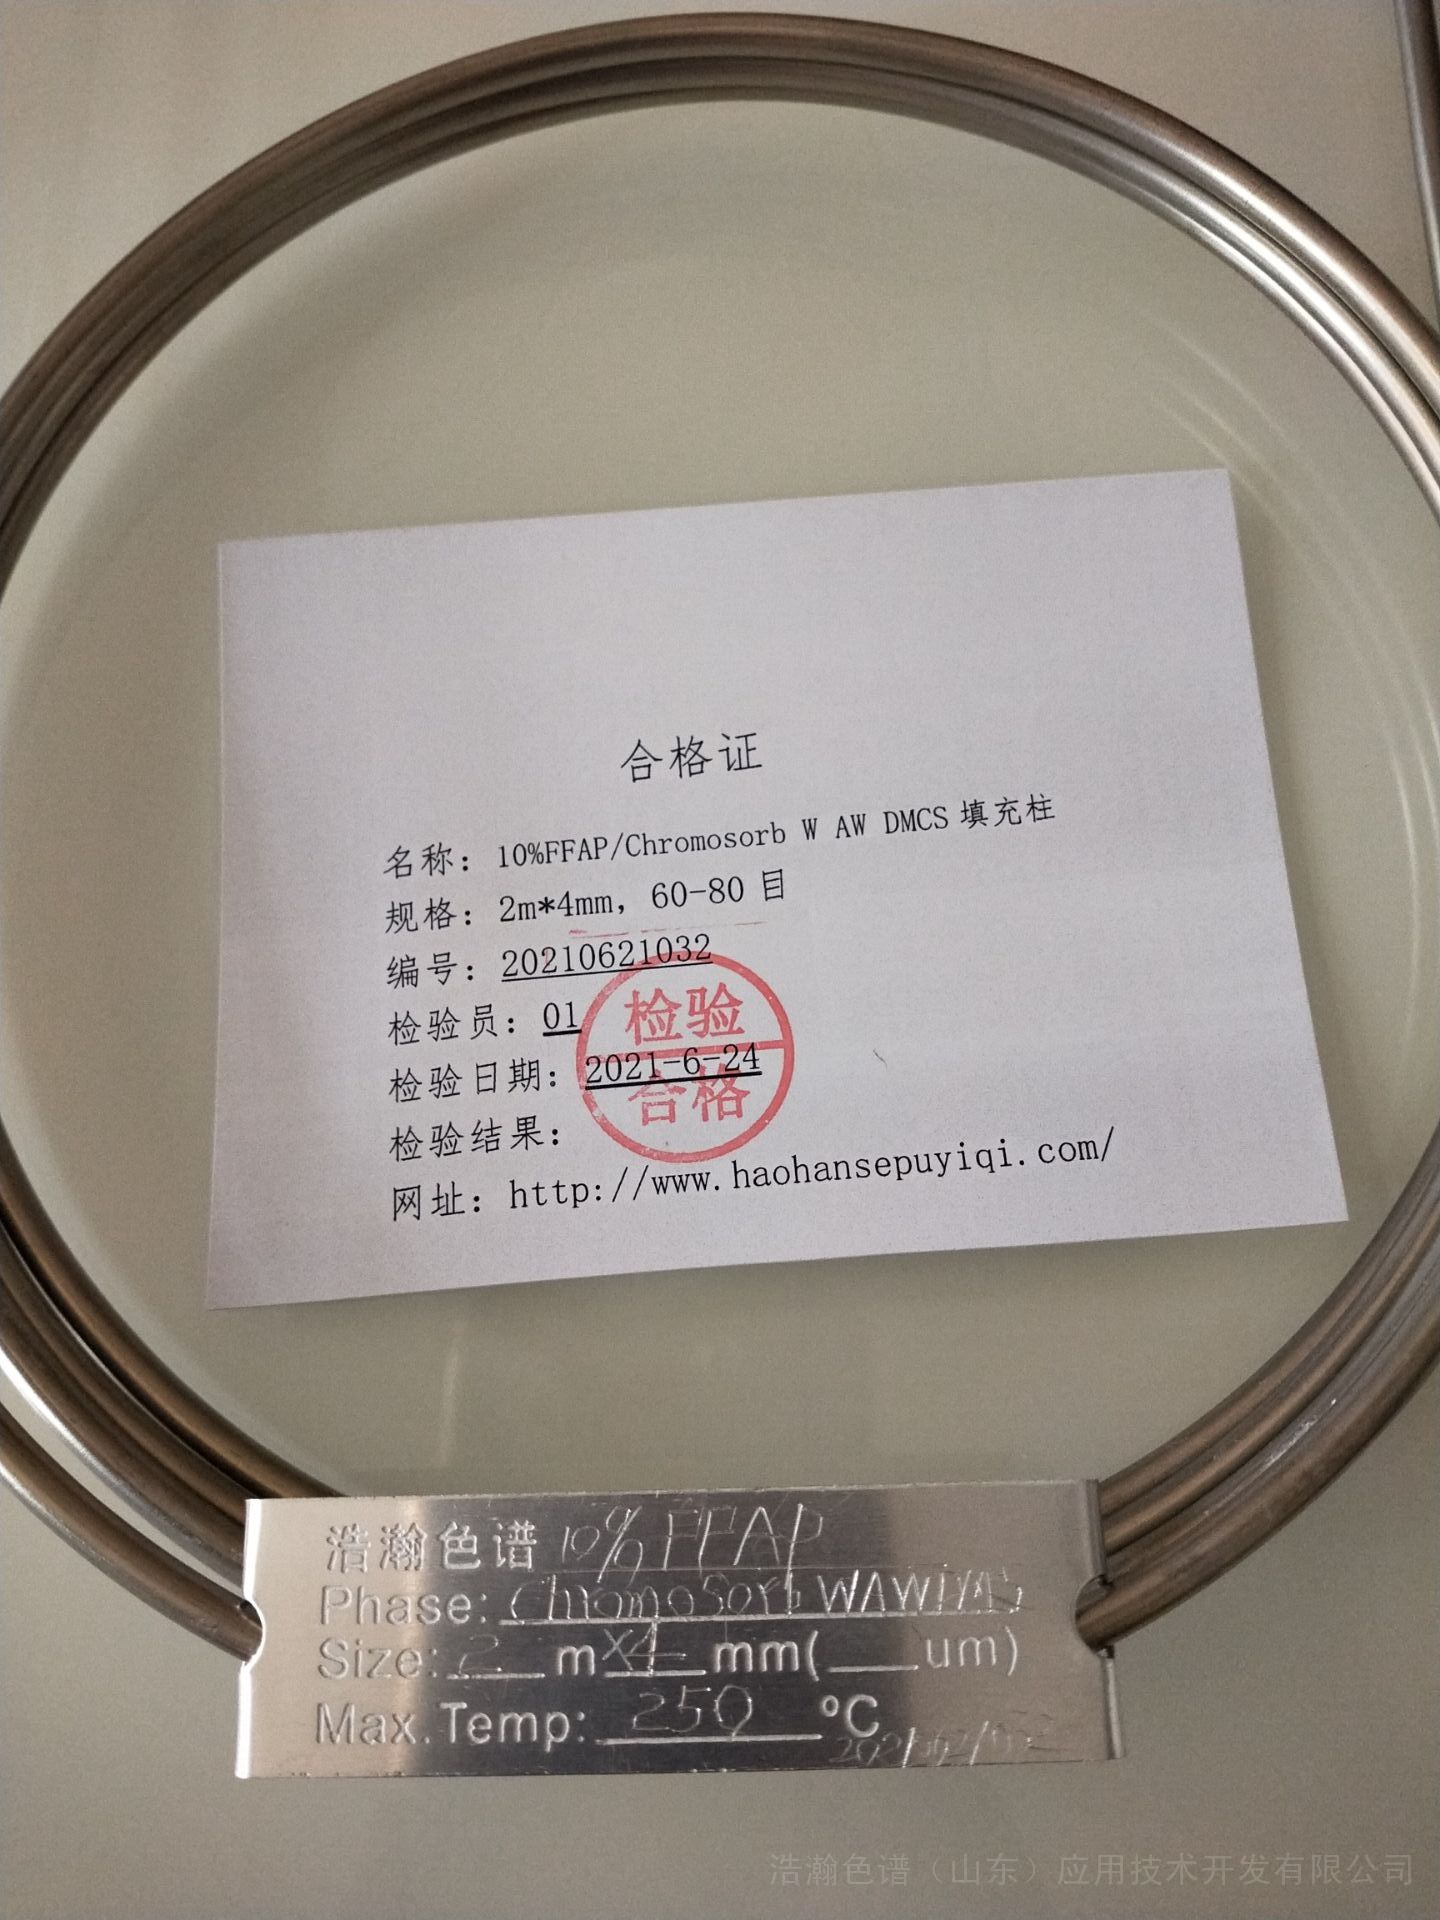 合格证
名称：10%FFAP/Chromosorb W AW DMCS 填充柱
规格：2m*4mm，60-80 目
编号：20210621032
检验员：01
检验日期：2021-6-24
检验结果：
网址：http://www.haohansepuyiqi.com/
检验
合格
浩瀚色谱 10% FFAP
Phase: Chromosorb WAWDMCS
Size: 2 m X4 mm( um)
Max.Temp: 250 ºC
20210621032
浩瀚色谱（山东）应用技术开发有限公司